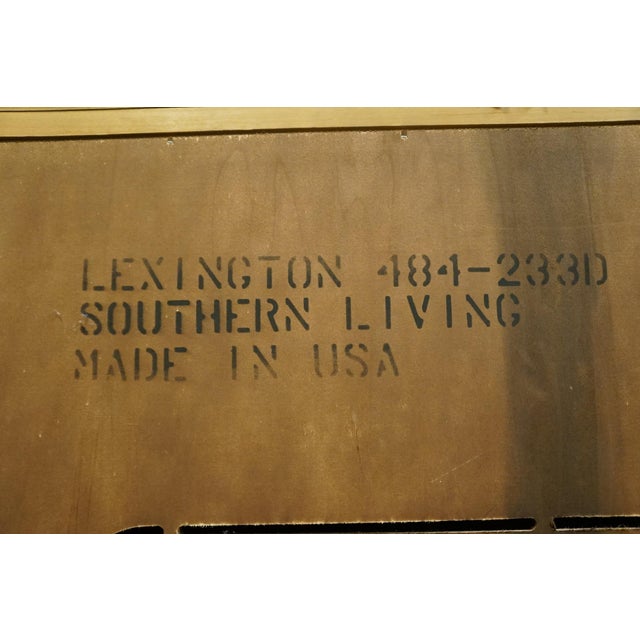 LEXINGTON 484-233D
SOUTHERN LIVING
MADE IN USA